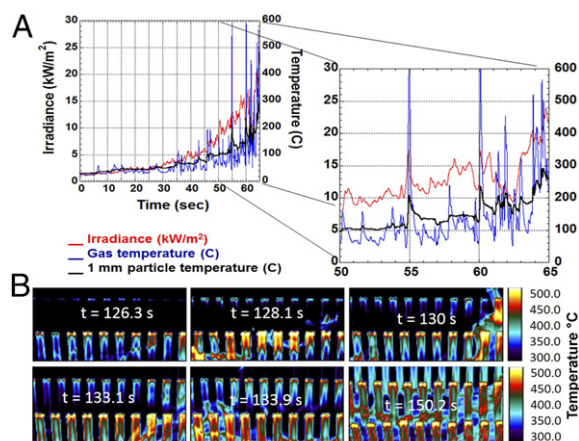 A
Irradiance (kW/m²)
30
25
20
15
10
5
0
0 10 20 30 40 50 60
Time (sec)
600
500
400
300
200
100
0
Temperature (C)
Irradiance (kW/m²)
Gas temperature (C)
1 mm particle temperature (C)
30
25
20
15
10
5
0
50 55 60 65
600
500
400
300
200
100
0
B
t = 126.3 s
t = 128.1 s
t = 130 s
500.0
450.0
400.0
350.0
300.0
t = 133.1 s
t = 133.9 s
t = 150.2 s
500.0
450.0
400.0
350.0
300.0
Temperature °C